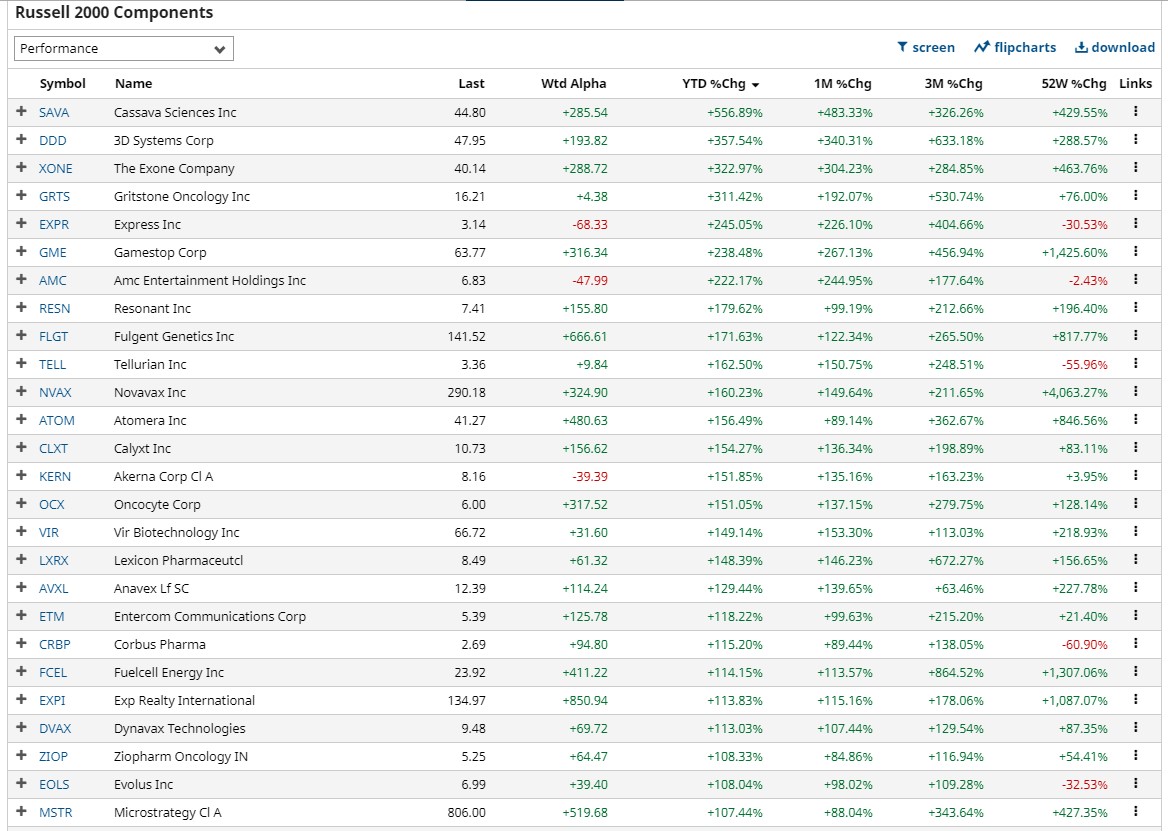 Russell 2000 Components
Performance screen flipcharts download
Symbol Name Last Wtd Alpha YTD %Chg 1M %Chg 3M %Chg 52W %Chg Links
SAVA Cassava Sciences Inc 44.80 +285.54 +556.89% +483.33% +326.26% +429.55%
DDD 3D Systems Corp 47.95 +193.82 +357.54% +340.31% +633.18% +288.57%
XONE The Exone Company 40.14 +288.72 +322.97% +304.23% +284.85% +463.76%
GRTS Gritstone Oncology Inc 16.21 +4.38 +311.42% +192.07% +530.74% +76.00%
EXPR Express Inc 3.14 -68.33 +245.05% +226.10% +404.66% -30.53%
GME Gamestop Corp 63.77 +316.34 +238.48% +267.13% +456.94% +1,425.60%
AMC Amc Entertainment Holdings Inc 6.83 -47.99 +222.17% +244.95% +177.64% -2.43%
RESN Resonant Inc 7.41 +155.80 +179.62% +99.19% +212.66% +196.40%
FLGT Fulgent Genetics Inc 141.52 +666.61 +171.63% +122.34% +265.50% +817.77%
TELL Tellurian Inc 3.36 +9.84 +162.50% +150.75% +248.51% -55.96%
NVAX Novavax Inc 290.18 +324.90 +160.23% +149.64% +211.65% +4,063.27%
ATOM Atomera Inc 41.27 +480.63 +156.49% +89.14% +362.67% +846.56%
CLXT Calyxt Inc 10.73 +156.62 +154.27% +136.34% +198.89% +83.11%
KERN Akerna Corp Cl A 8.16 -39.39 +151.85% +135.16% +163.23% +3.95%
OCX Oncocyte Corp 6.00 +317.52 +151.05% +137.15% +279.75% +128.14%
VIR Vir Biotechnology Inc 66.72 +31.60 +149.14% +153.30% +113.03% +218.93%
LXRX Lexicon Pharmaceutcl 8.49 +61.32 +148.39% +146.23% +672.27% +156.65%
AVXL Anavex Lf SC 12.39 +114.24 +129.44% +139.65% +63.46% +227.78%
ETM Entercom Communications Corp 5.39 +125.78 +118.22% +99.63% +215.20% +21.40%
CRBP Corbus Pharma 2.69 +94.80 +115.20% +89.44% +138.05% -60.90%
FCEL Fuelcell Energy Inc 23.92 +411.22 +114.15% +113.57% +864.52% +1,307.06%
EXPI Exp Realty International 134.97 +850.94 +113.83% +115.16% +178.06% +1,087.07%
DVAX Dynavax Technologies 9.48 +69.72 +113.03% +107.44% +129.54% +87.35%
ZIOP Ziopharm Oncology IN 5.25 +64.47 +108.33% +84.86% +116.94% +54.41%
EOLS Evolus Inc 6.99 +39.40 +108.04% +98.02% +109.28% -32.53%
MSTR Microstrategy Cl A 806.00 +519.68 +107.44% +88.04% +343.64% +427.35%